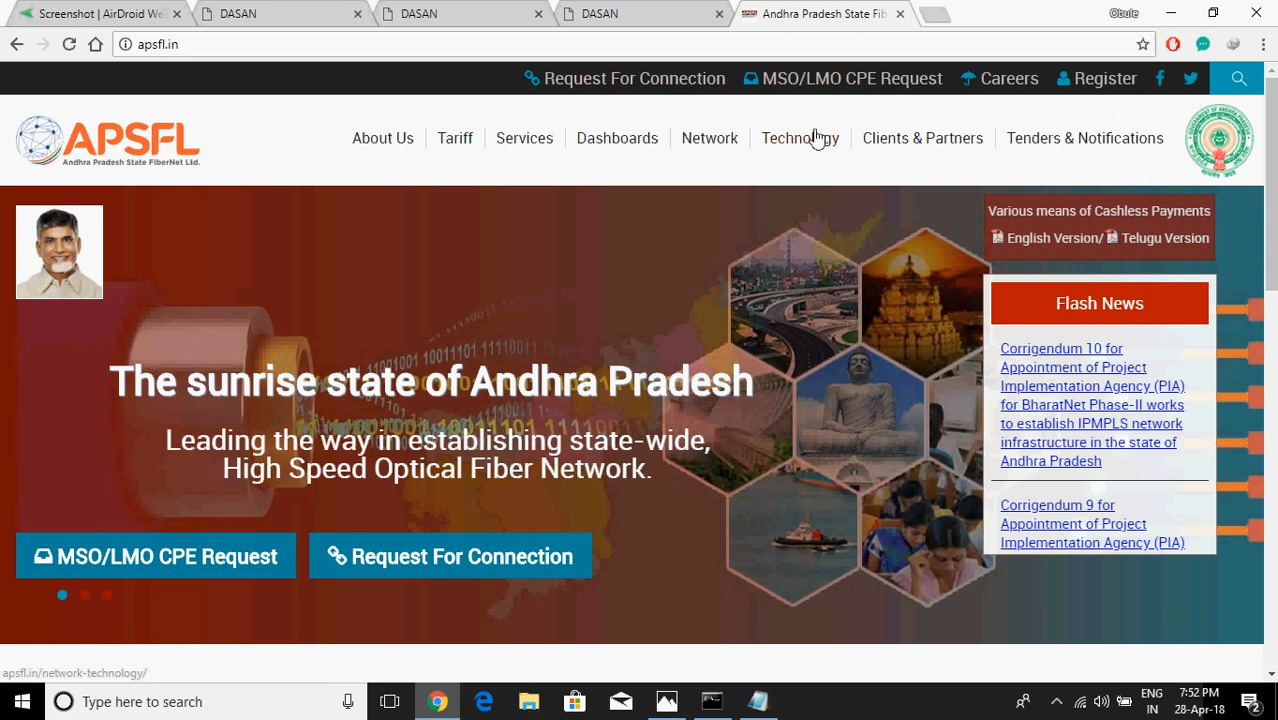 Screenshot | AirDroid We
DASAN
DASAN
DASAN
Andhra Pradesh State Fib
Obule
apsfl.in
Request For Connection
MSO/LMO CPE Request
Careers
Register
APSFL
Andhra Pradesh State FiberNet Ltd.
About Us
Tariff
Services
Dashboards
Network
Technology
Clients & Partners
Tenders & Notifications
Various means of Cashless Payments
English Version/ Telugu Version
Flash News
Corrigendum 10 for
Appointment of Project
Implementation Agency (PIA)
for BharatNet Phase-II works
to establish IPMPLS network
infrastructure in the state of
Andhra Pradesh
Corrigendum 9 for
Appointment of Project
Implementation Agency (PIA)
The sunrise state of Andhra Pradesh
Leading the way in establishing state-wide,
High Speed Optical Fiber Network.
MSO/LMO CPE Request
Request For Connection
apsfl.in/network-technology/
Type here to search
ENG
IN
7:52 PM
28-Apr-18
2